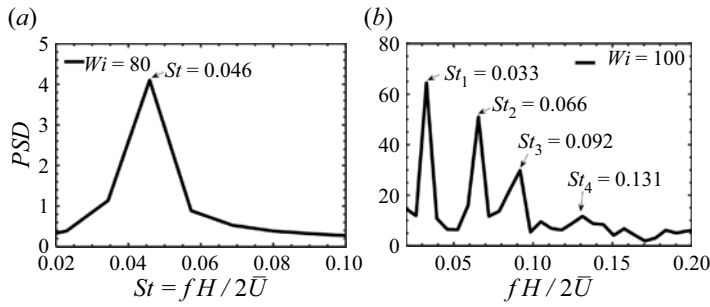 (a)
(b)
5
4
3
2
1
0
PSD
Wi = 80
St = 0.046
0.02 0.04 0.06 0.08 0.10
St = fH / 2Ū
80
60
40
20
0
Wi = 100
St₁ = 0.033
St₂ = 0.066
St₃ = 0.092
St₄ = 0.131
0.05 0.10 0.15 0.20
fH / 2Ū